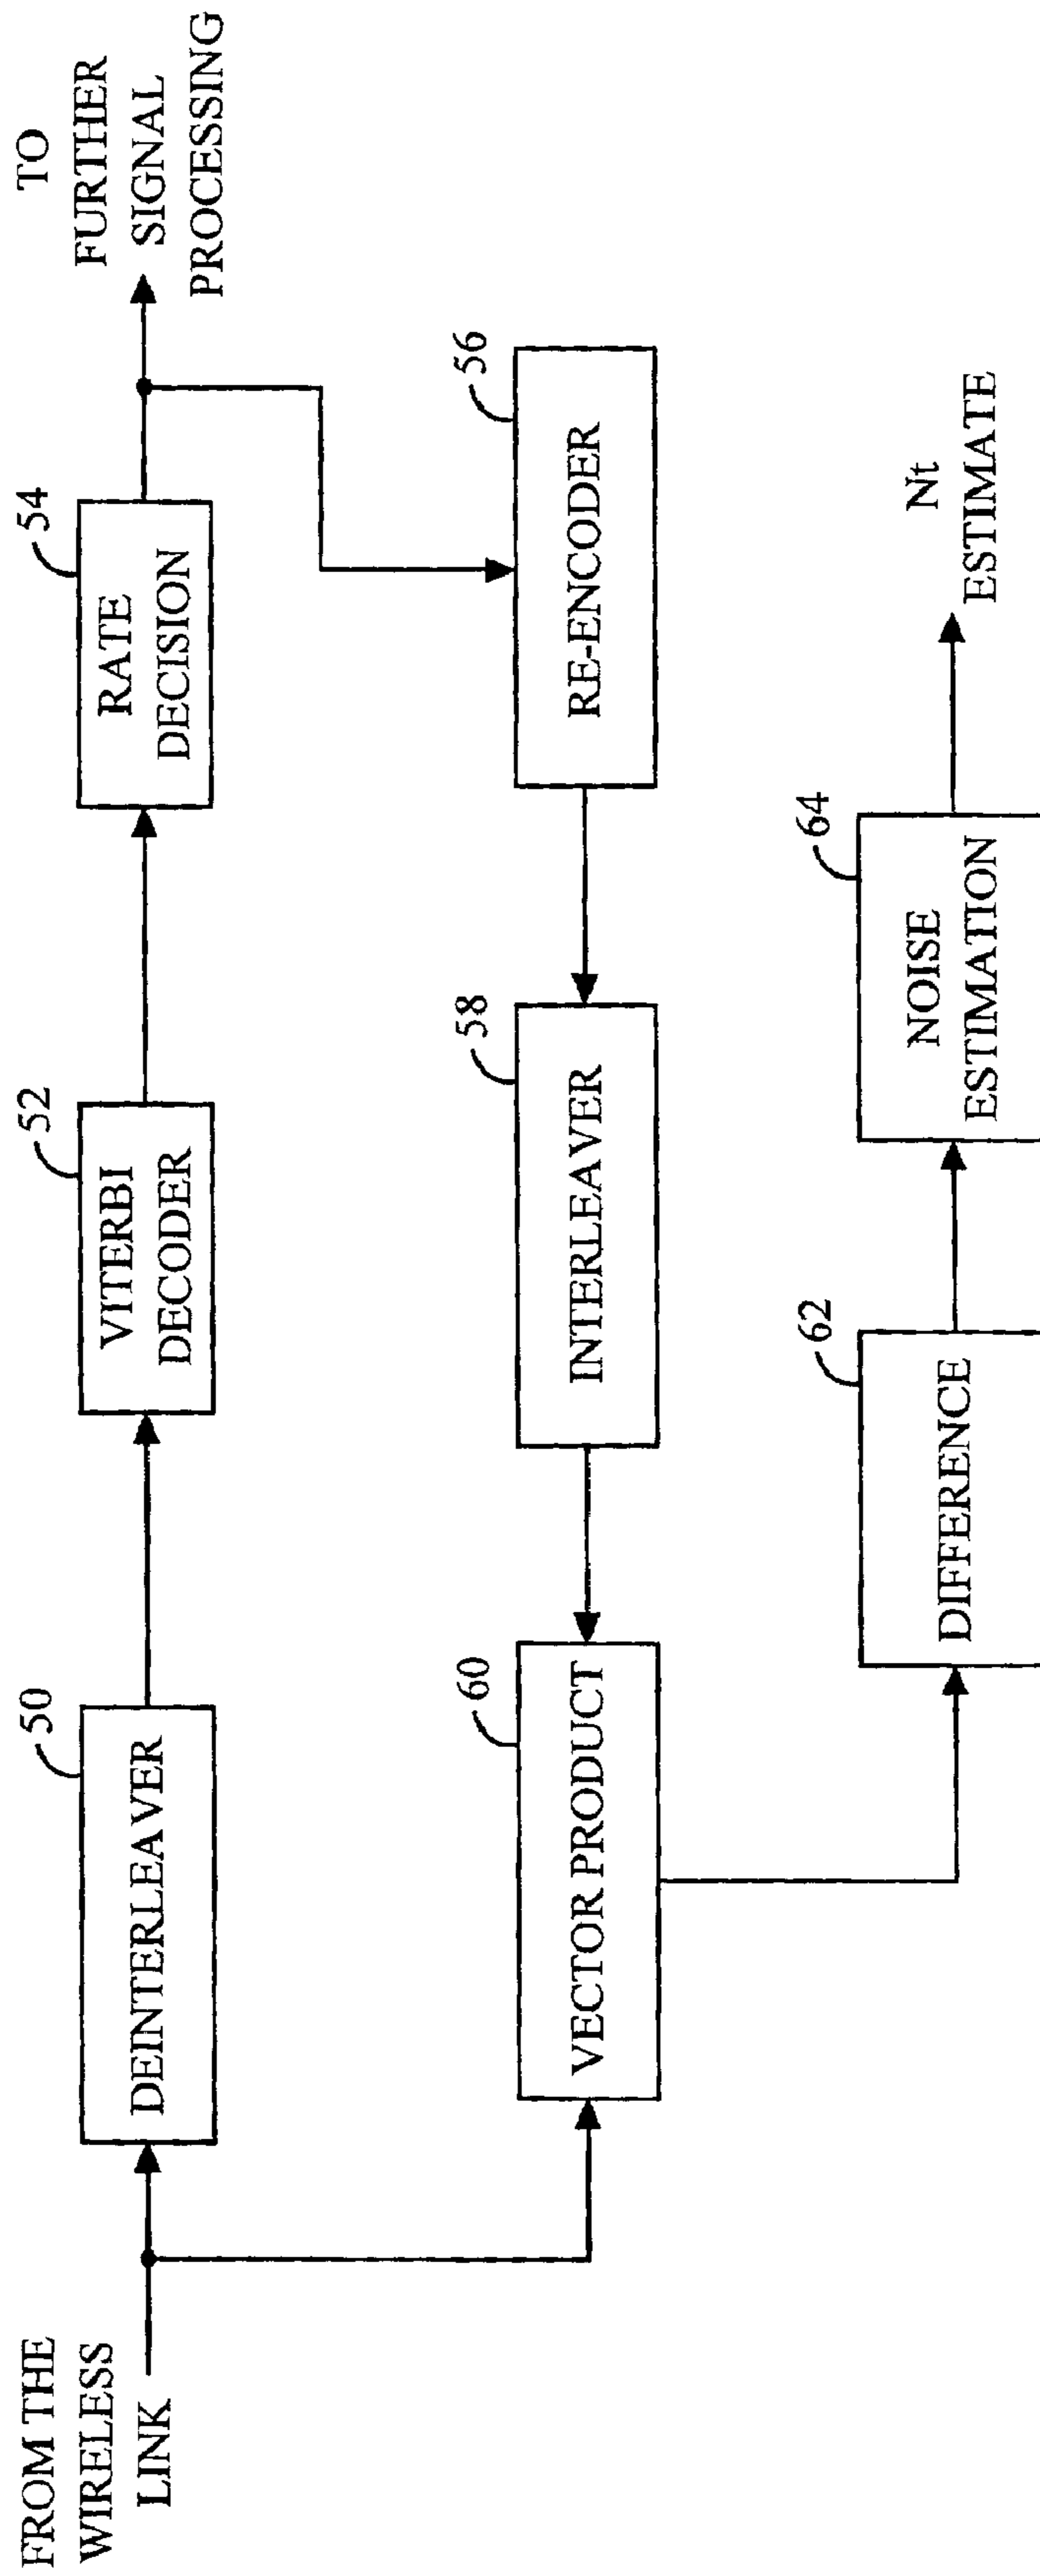 FROM THE
WIRELESS
LINK
50
DEINTERLEAVER
52
VITERBI
DECODER
54
RATE
DECISION
TO
FURTHER
SIGNAL
PROCESSING
60
VECTOR PRODUCT
58
INTERLEAVER
56
RE-ENCODER
62
DIFFERENCE
64
NOISE
ESTIMATION
Nt
ESTIMATE